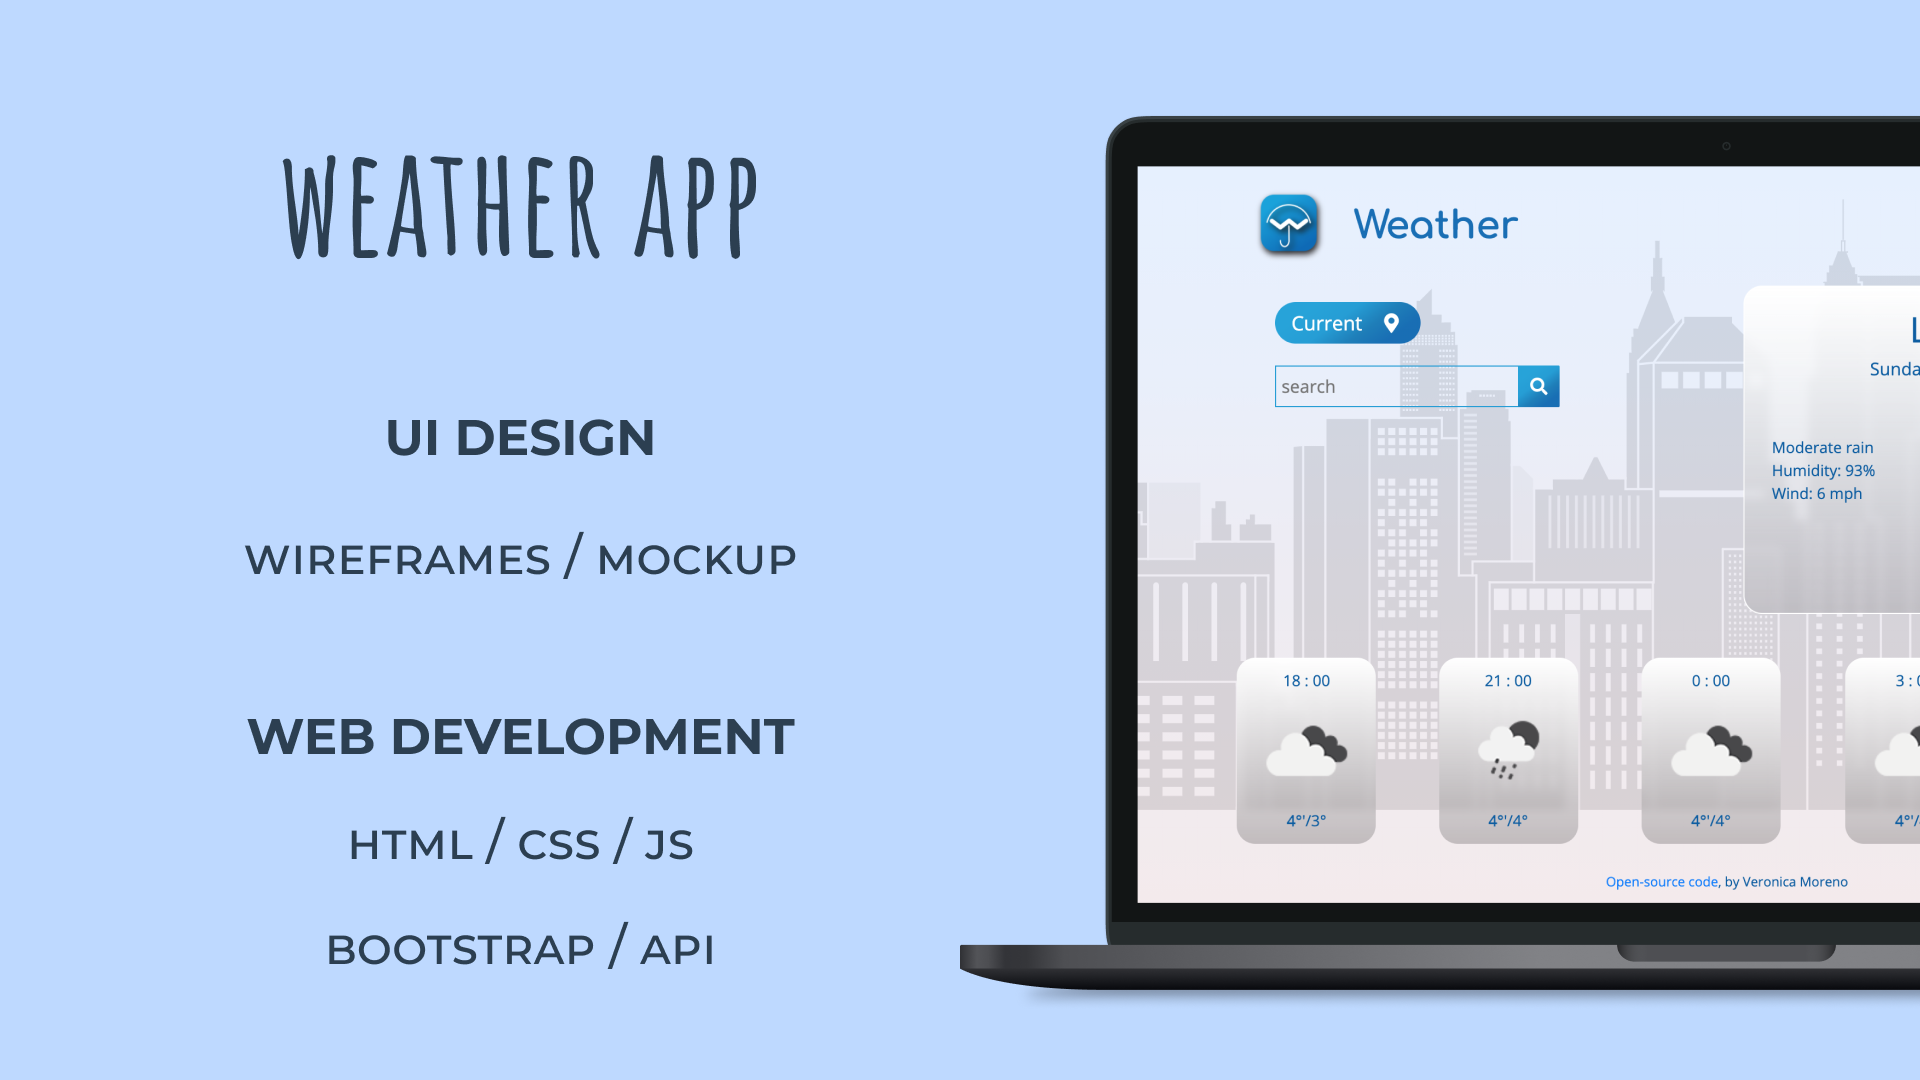 WEATHER APP
UI DESIGN
WIREFRAMES / MOCKUP
WEB DEVELOPMENT
HTML / CSS / JS
BOOTSTRAP / API
Weather
Current
search
Moderate rain
Humidity: 93%
Wind: 6 mph
18 : 00
21 : 00
0 : 00
4°'/3°
4°'/4°
4°'/4°
Open-source code, by Veronica Moreno